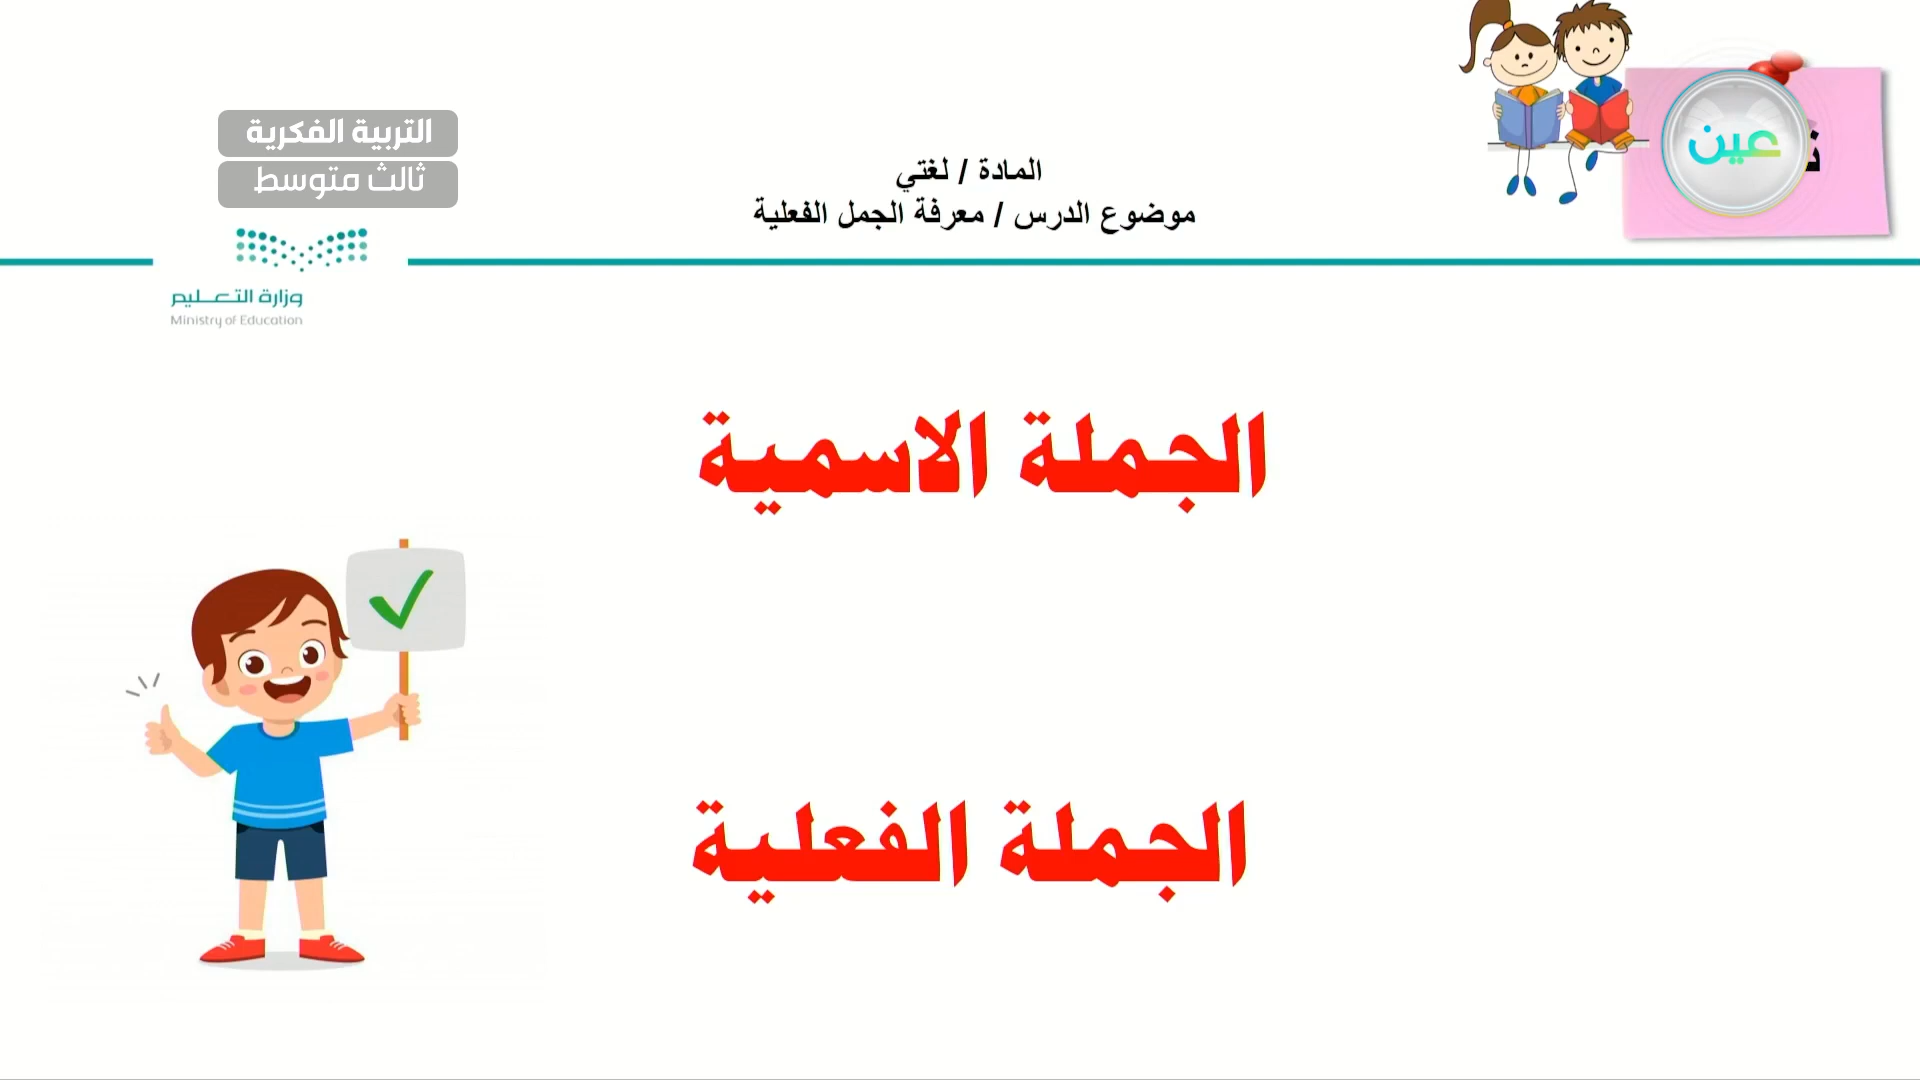 التربية الفكرية
ثالث متوسط
المادة / لغتي
موضوع الدرس / معرفة الجمل الفعلية
عين
وزارة التعليم
Ministry of Education
الجملة الاسمية
الجملة الفعلية